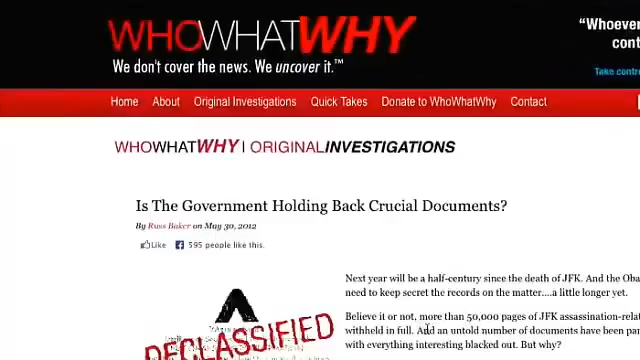 WHOWHATWHY
We don't cover the news. We uncover it.™
"Whoever
cont
Take contr
Home About Original Investigations Quick Takes Donate to WhoWhatWhy Contact
WHOWHATWHY | ORIGINALINVESTIGATIONS
Is The Government Holding Back Crucial Documents?
By Russ Baker on May 30, 2012
Like 595 people like this.
Next year will be a half-century since the death of JFK. And the Oba
need to keep secret the records on the matter....a little longer yet.
Believe it or not, more than 50,000 pages of JFK assassination-relat
withheld in full. And an untold number of documents have been par
with everything interesting blacked out. But why?
DECLASSIFIED